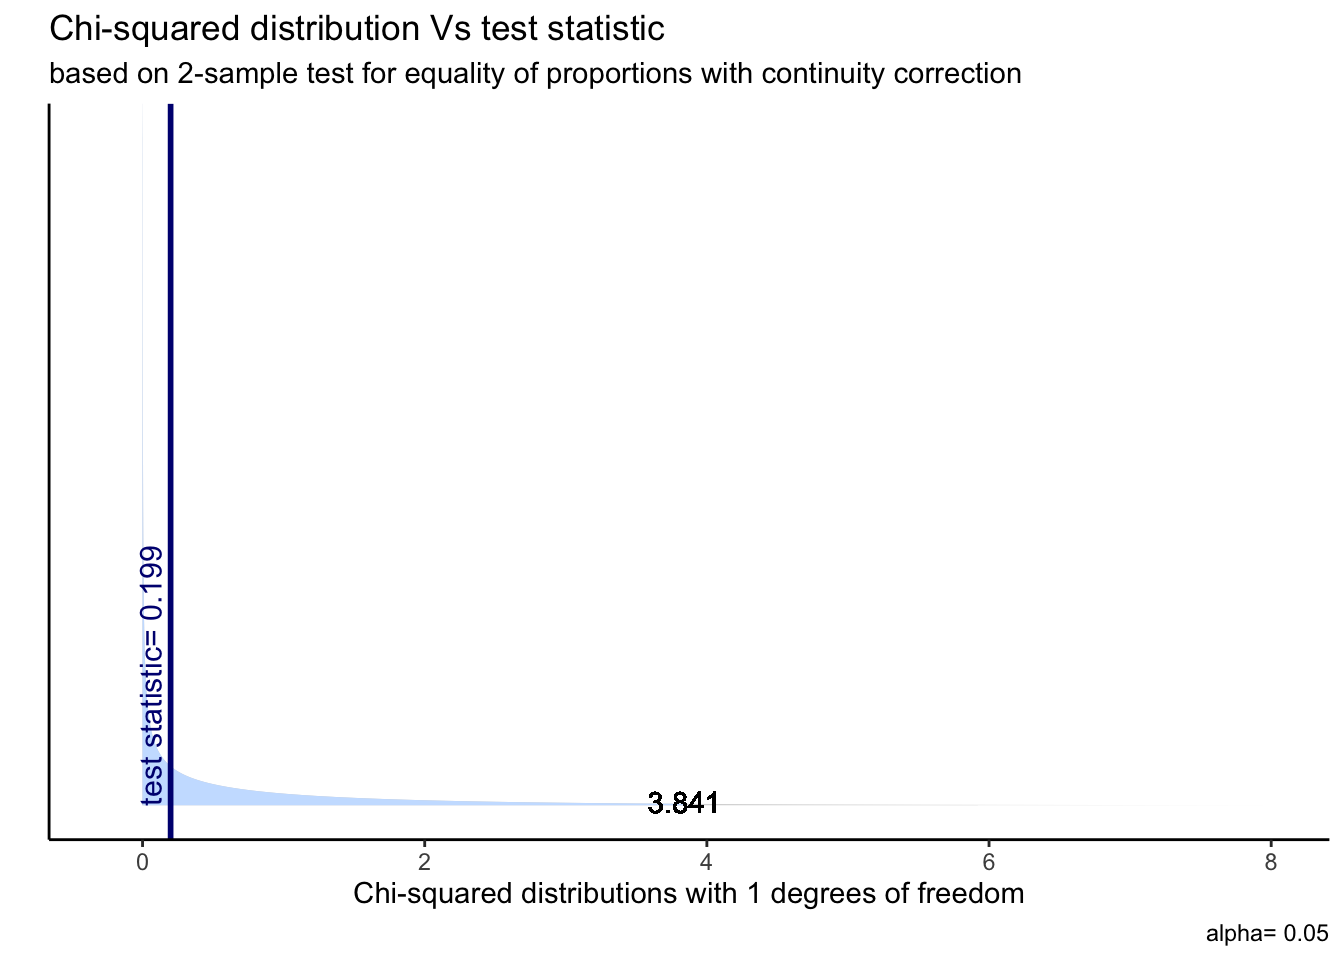 Chi-squared distribution Vs test statistic
based on 2-sample test for equality of proportions with continuity correction
test statistic= 0.199
3.841
0 2 4 6 8
Chi-squared distributions with 1 degrees of freedom
alpha= 0.05